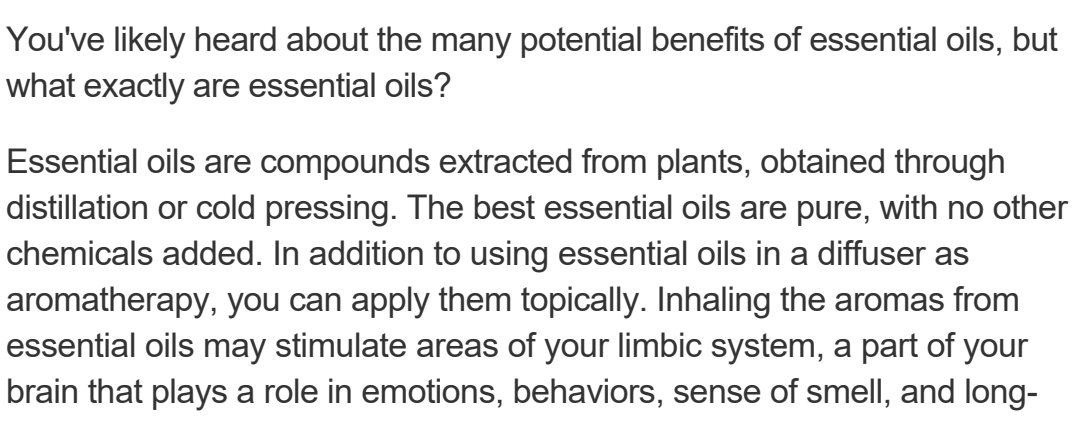 You've likely heard about the many potential benefits of essential oils, but
what exactly are essential oils?
Essential oils are compounds extracted from plants, obtained through
distillation or cold pressing. The best essential oils are pure, with no other
chemicals added. In addition to using essential oils in a diffuser as
aromatherapy, you can apply them topically. Inhaling the aromas from
essential oils may stimulate areas of your limbic system, a part of your
brain that plays a role in emotions, behaviors, sense of smell, and long-